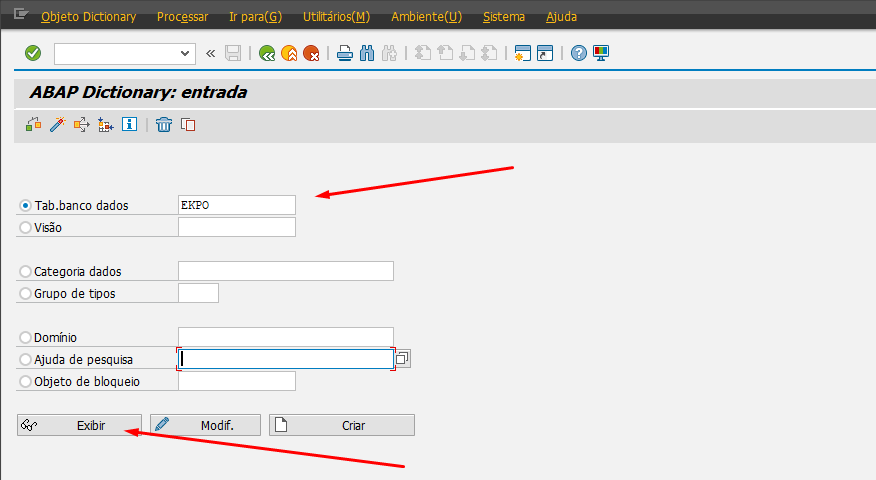 Objeto Dictionary Processar Ir para(G) Utilitários(M) Ambiente(U) Sistema Ajuda
ABAP Dictionary: entrada
Tab.banco dados EKPO
Visão
Categoria dados
Grupo de tipos
Domínio
Ajuda de pesquisa
Objeto de bloqueio
Exibir Modif. Criar